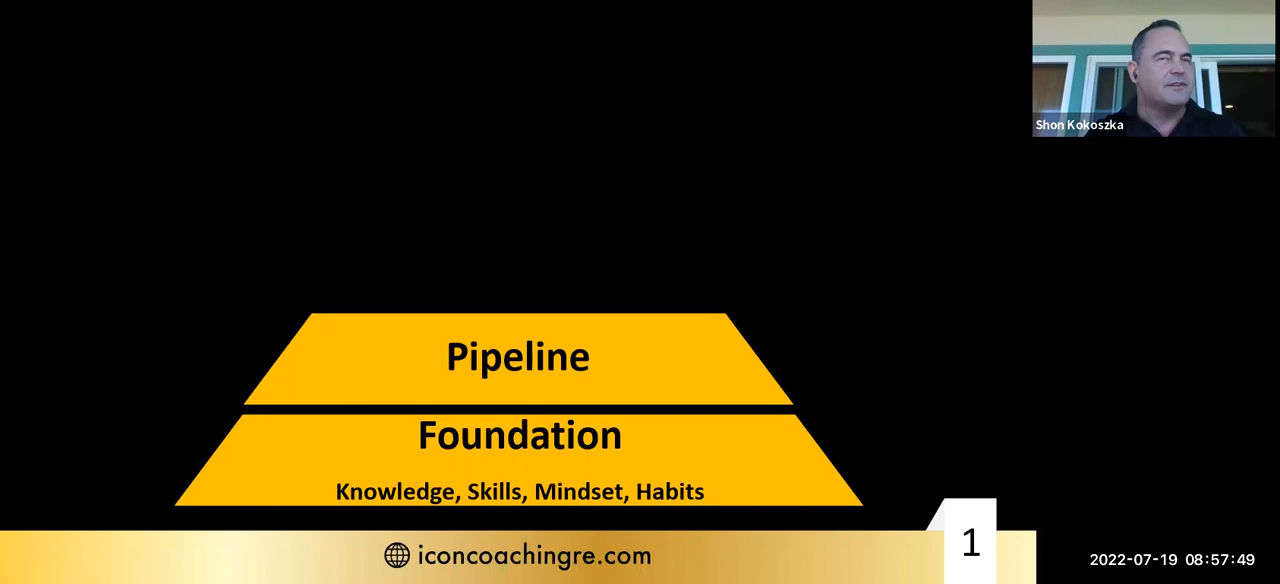 Shon Kokoszka
Pipeline
Foundation
Knowledge, Skills, Mindset, Habits
iconcoachingre.com
1
2022-07-19 08:57:49